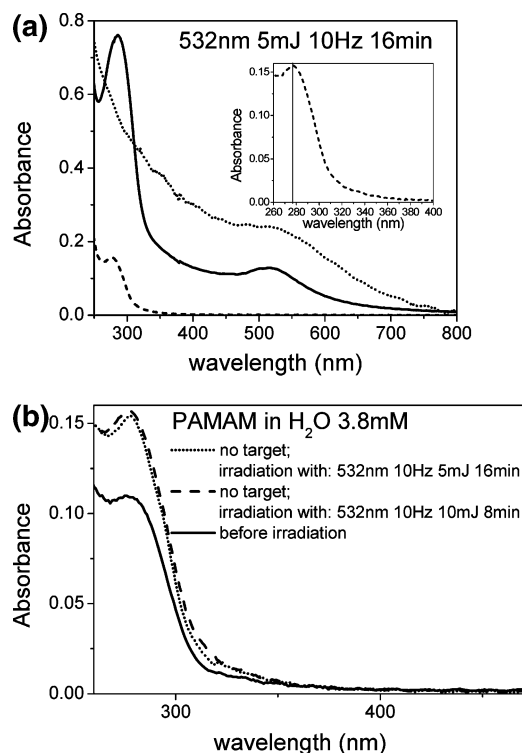 (a)
532nm 5mJ 10Hz 16min
0.8
0.6
0.4
0.2
0.0
Absorbance
300 400 500 600 700 800
wavelength (nm)
0.15
0.10
0.05
0.00
Absorbance
260 280 300 320 340 360 380 400
wavelength (nm)
(b)
PAMAM in H₂O 3.8mM
no target;
irradiation with: 532nm 10Hz 5mJ 16min
no target;
irradiation with: 532nm 10Hz 10mJ 8min
before irradiation
0.15
0.10
0.05
0.00
Absorbance
300 400
wavelength (nm)